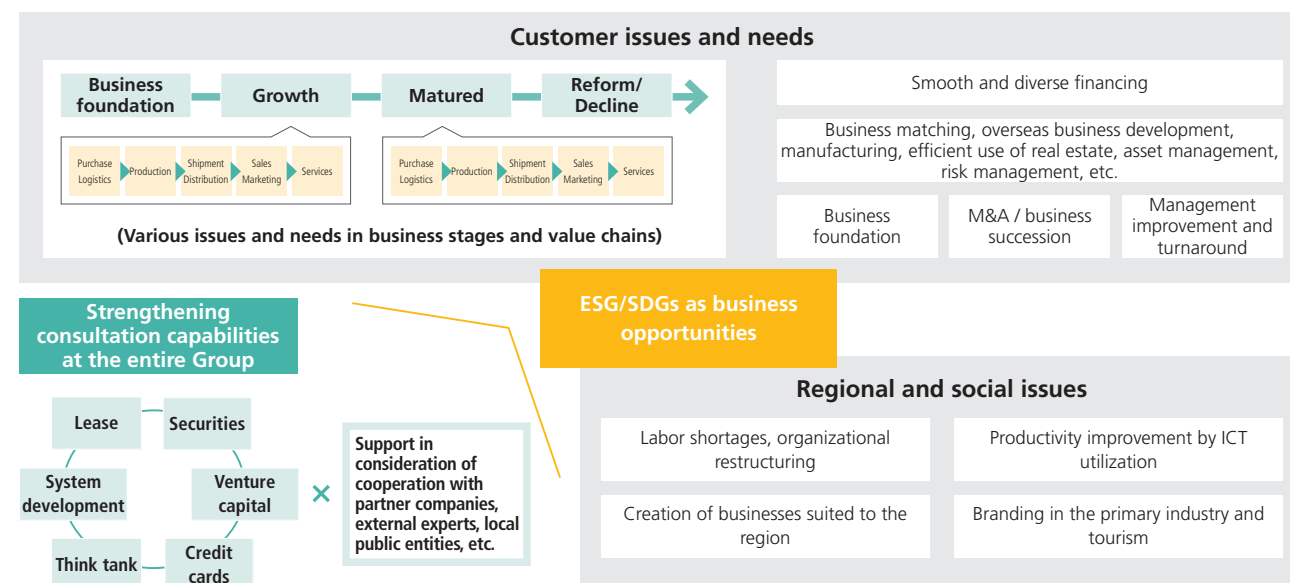 Customer issues and needs
Business
foundation
Growth
Matured
Reform/
Decline
Purchase
Logistics
Production
Shipment
Distribution
Sales
Marketing
Services
Purchase
Logistics
Production
Shipment
Distribution
Sales
Marketing
Services
(Various issues and needs in business stages and value chains)
Smooth and diverse financing
Business matching, overseas business development,
manufacturing, efficient use of real estate, asset management,
risk management, etc.
Business
foundation
M&A / business
succession
Management
improvement and
turnaround
ESG/SDGs as business
opportunities
Strengthening
consultation capabilities
at the entire Group
Lease
Securities
System
development
Venture
capital
Think tank
Credit
cards
×
Support in
consideration of
cooperation with
partner companies,
external experts, local
public entities, etc.
Regional and social issues
Labor shortages, organizational
restructuring
Productivity improvement by ICT
utilization
Creation of businesses suited to the
region
Branding in the primary industry and
tourism